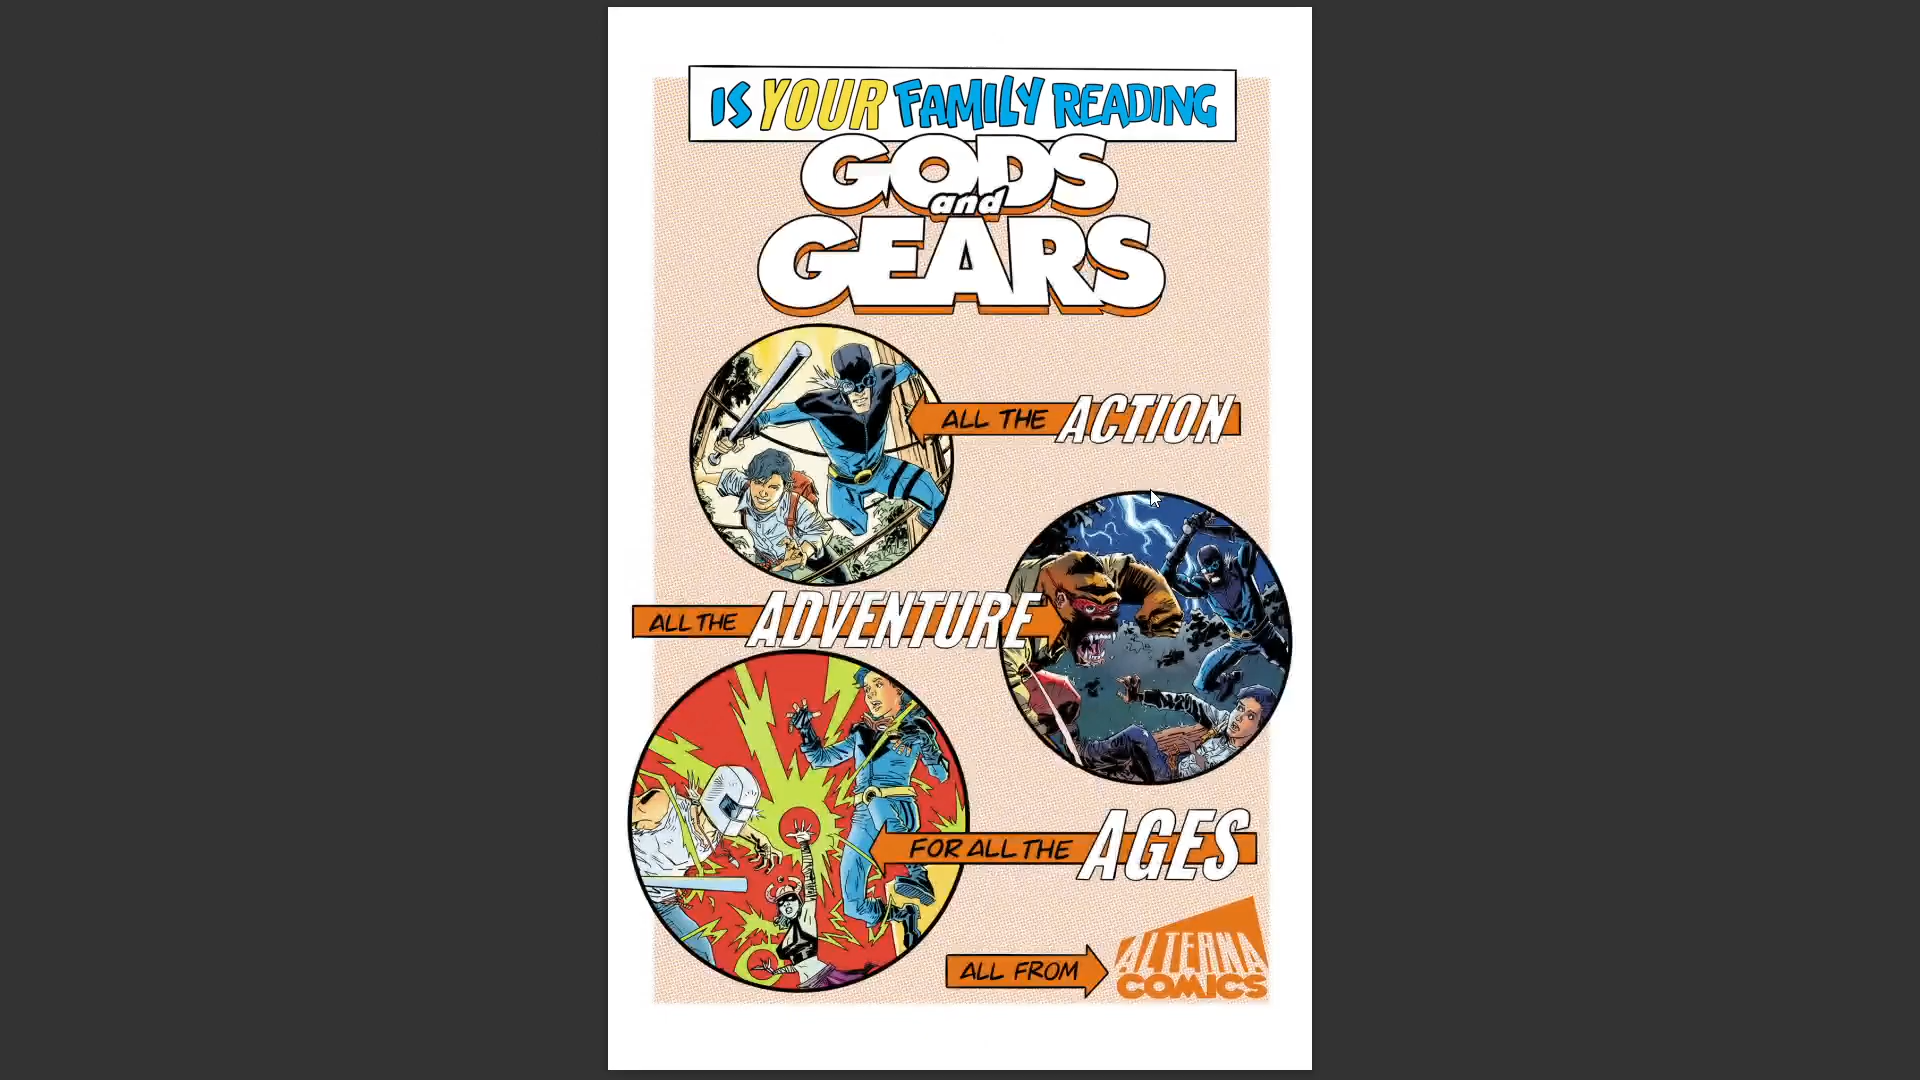 IS YOUR FAMILY READING
GODS
and
GEARS
ALL THE ACTION
ALL THE ADVENTURE
FOR ALL THE AGES
ALL FROM
ALTERNA
COMICS